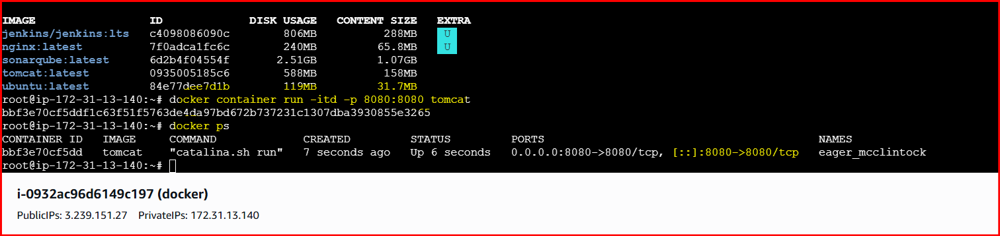 IMAGE ID DISK USAGE CONTENT SIZE EXTRA
jenkins/jenkins:lts c4098086090c 806MB 288MB U
nginx:latest 7f0adca1fc6c 240MB 65.8MB U
sonarqube:latest 6d2b4f04554f 2.51GB 1.07GB
tomcat:latest 0935005185c6 588MB 158MB
ubuntu:latest 84e77dee7d1b 119MB 31.7MB
root@ip-172-31-13-140:~# docker container run -itd -p 8080:8080 tomcat
bbf3e70cf5ddf1c63f51f5763de4da97bd672b737231c1307dba3930855e3265
root@ip-172-31-13-140:~# docker ps
CONTAINER ID IMAGE COMMAND CREATED STATUS PORTS NAMES
bbf3e70cf5dd tomcat "catalina.sh run" 7 seconds ago Up 6 seconds 0.0.0.0:8080->8080/tcp, [::]:8080->8080/tcp eager_mcclintock
root@ip-172-31-13-140:~#
i-0932ac96d6149c197 (docker)
PublicIPs: 3.239.151.27 PrivateIPs: 172.31.13.140